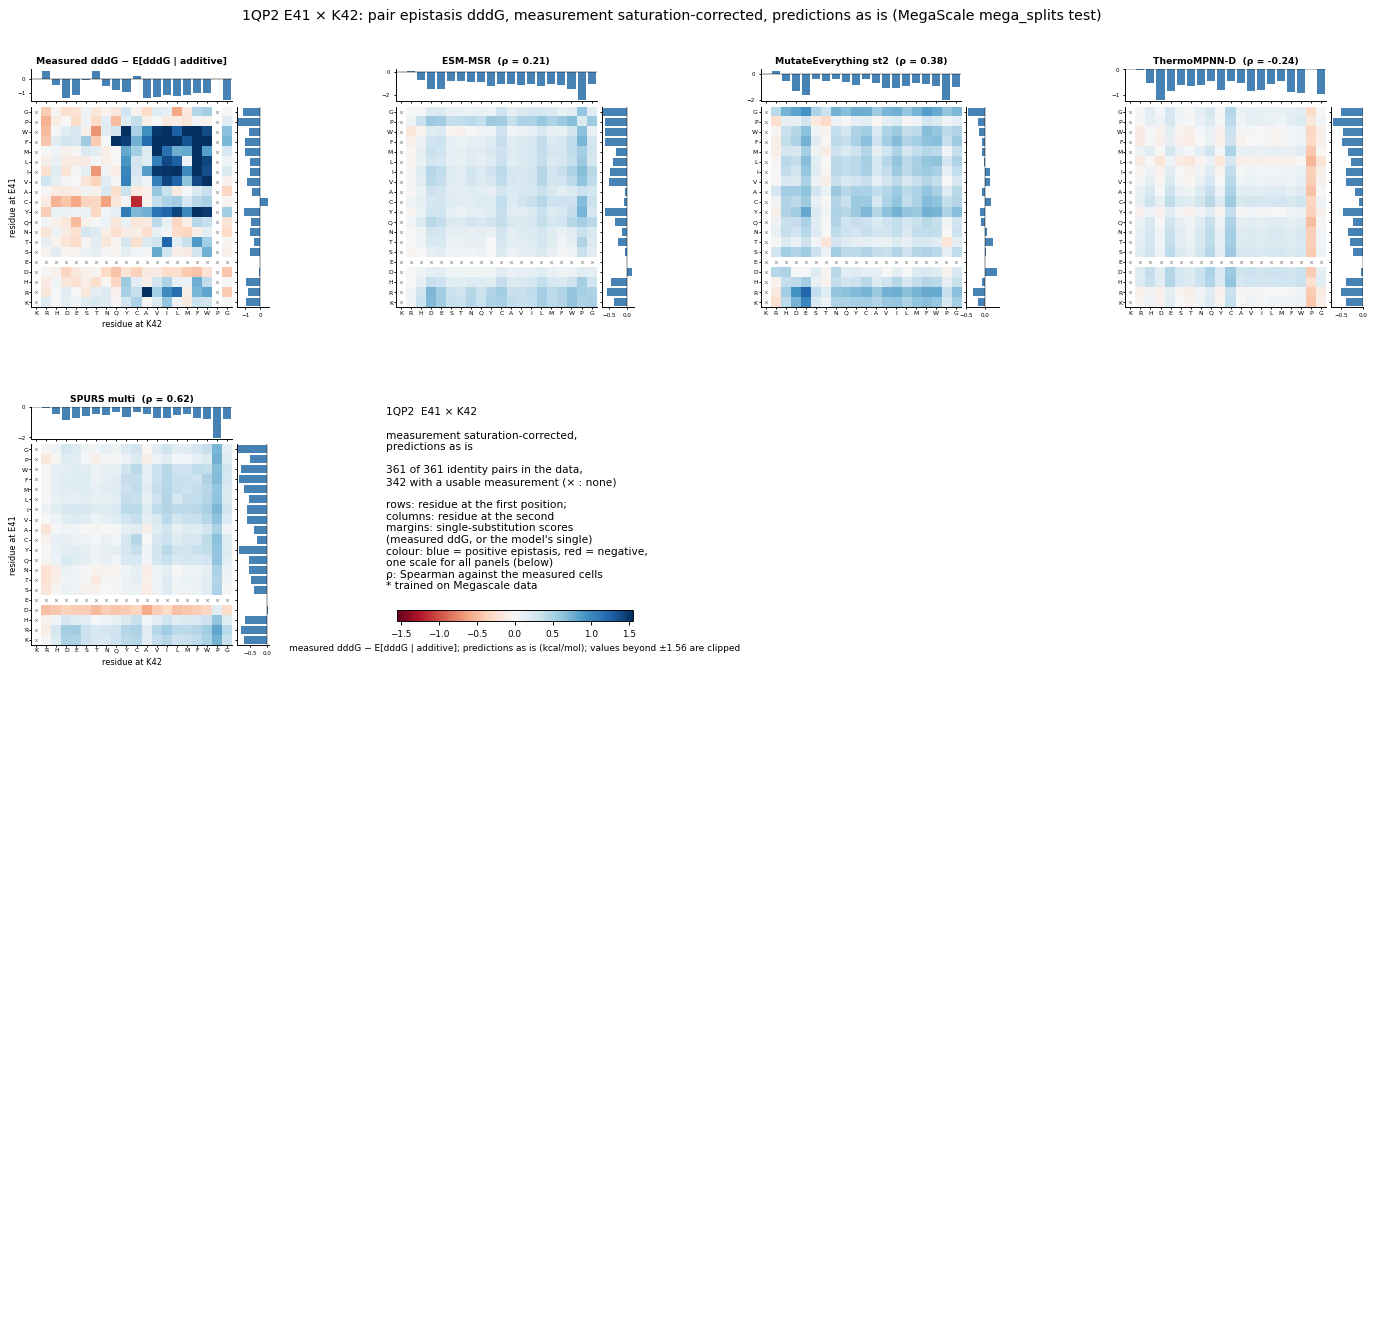 1QP2 E41 × K42: pair epistasis dddG, measurement saturation-corrected, predictions as is (MegaScale mega_splits test)
Measured dddG − E[dddG | additive]
ESM-MSR (ρ = 0.21)
MutateEverything st2 (ρ = 0.38)
ThermoMPNN-D (ρ = -0.24)
residue at E41
G P W F M L I V A C Y Q N T S E D H R K
K R H D E S T N Q Y C A V I L M F W P G
residue at K42
SPURS multi (ρ = 0.62)
residue at E41
G P W F M L I V A C Y Q N T S E D H R K
K R H D E S T N Q Y C A V I L M F W P G
residue at K42
1QP2 E41 × K42
measurement saturation-corrected,
predictions as is
361 of 361 identity pairs in the data,
342 with a usable measurement (× : none)
rows: residue at the first position;
columns: residue at the second
margins: single-substitution scores
(measured ddG, or the model's single)
colour: blue = positive epistasis, red = negative,
one scale for all panels (below)
ρ: Spearman against the measured cells
* trained on Megascale data
−1.5 −1.0 −0.5 0.0 0.5 1.0 1.5
measured dddG − E[dddG | additive]; predictions as is (kcal/mol); values beyond ±1.56 are clipped